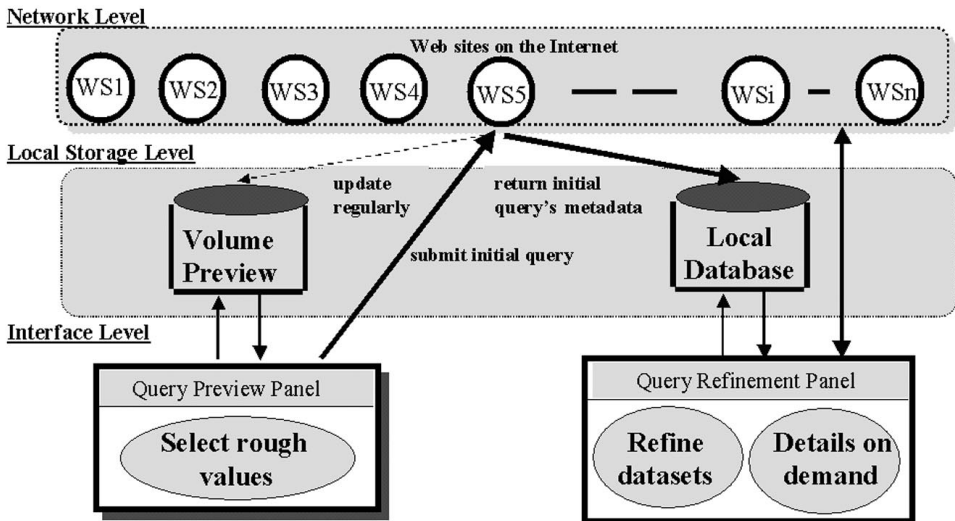 Network Level
Web sites on the Internet
WS1 WS2 WS3 WS4 WS5 WSi WSn
Local Storage Level
update
regularly
return initial
query's metadata
submit initial query
Volume
Preview
Local
Database
Interface Level
Query Preview Panel
Select rough
values
Query Refinement Panel
Refine
datasets
Details on
demand